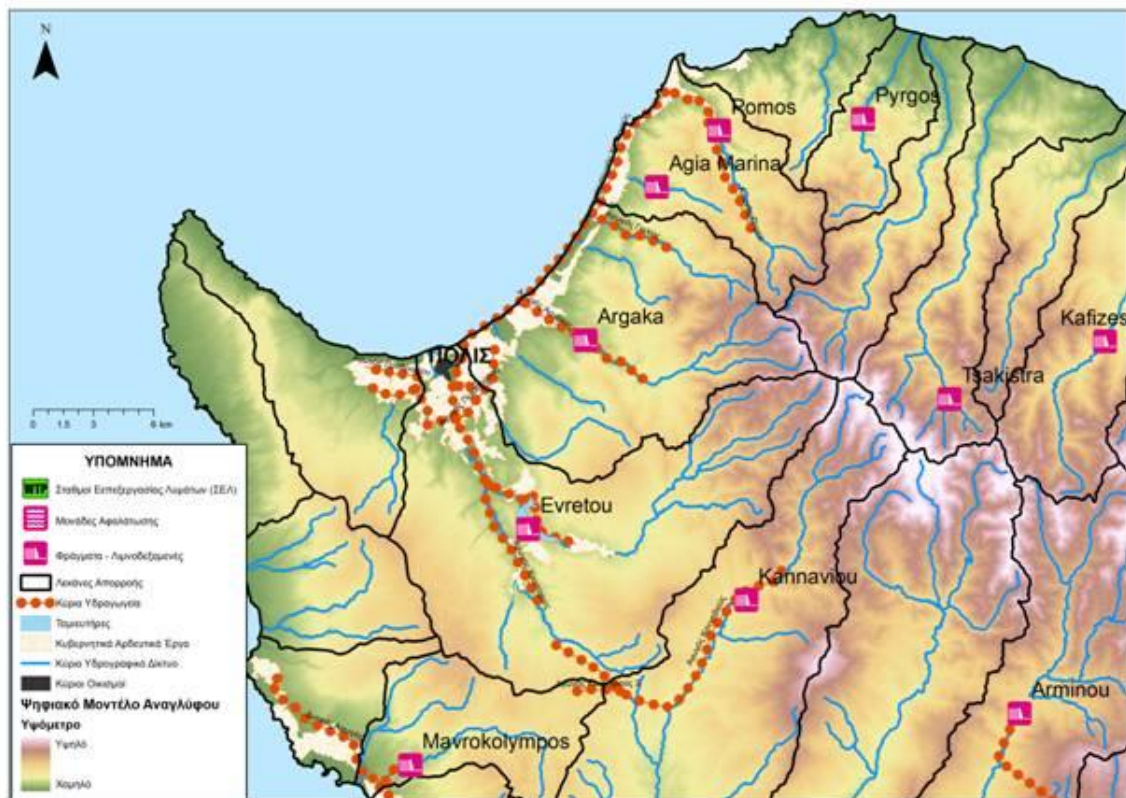 N
Pomos
Pyrgos
Agia Marina
Argaka
Kafizes
ΠΟΛΙΣ
Tsakistra
0 1.5 3 6 km
Evretou
Kannaviou
Arminou
Mavrokolympos
ΥΠΟΜΝΗΜΑ
WTP Σταθμοί Επεξεργασίας Λυμάτων (ΣΕΛ)
Μονάδες Αφαλάτωσης
Φράγματα - Λιμνοδεξαμενές
Λεκάνες Απορροής
Κύρια Υδραγωγεία
Ταμιευτήρες
Κυβερνητικά Αρδευτικά Έργα
Κύριο Υδρογραφικό Δίκτυο
Κύριοι Οικισμοί
Ψηφιακό Μοντέλο Αναγλύφου
Υψόμετρο
Υψηλό
Χαμηλό